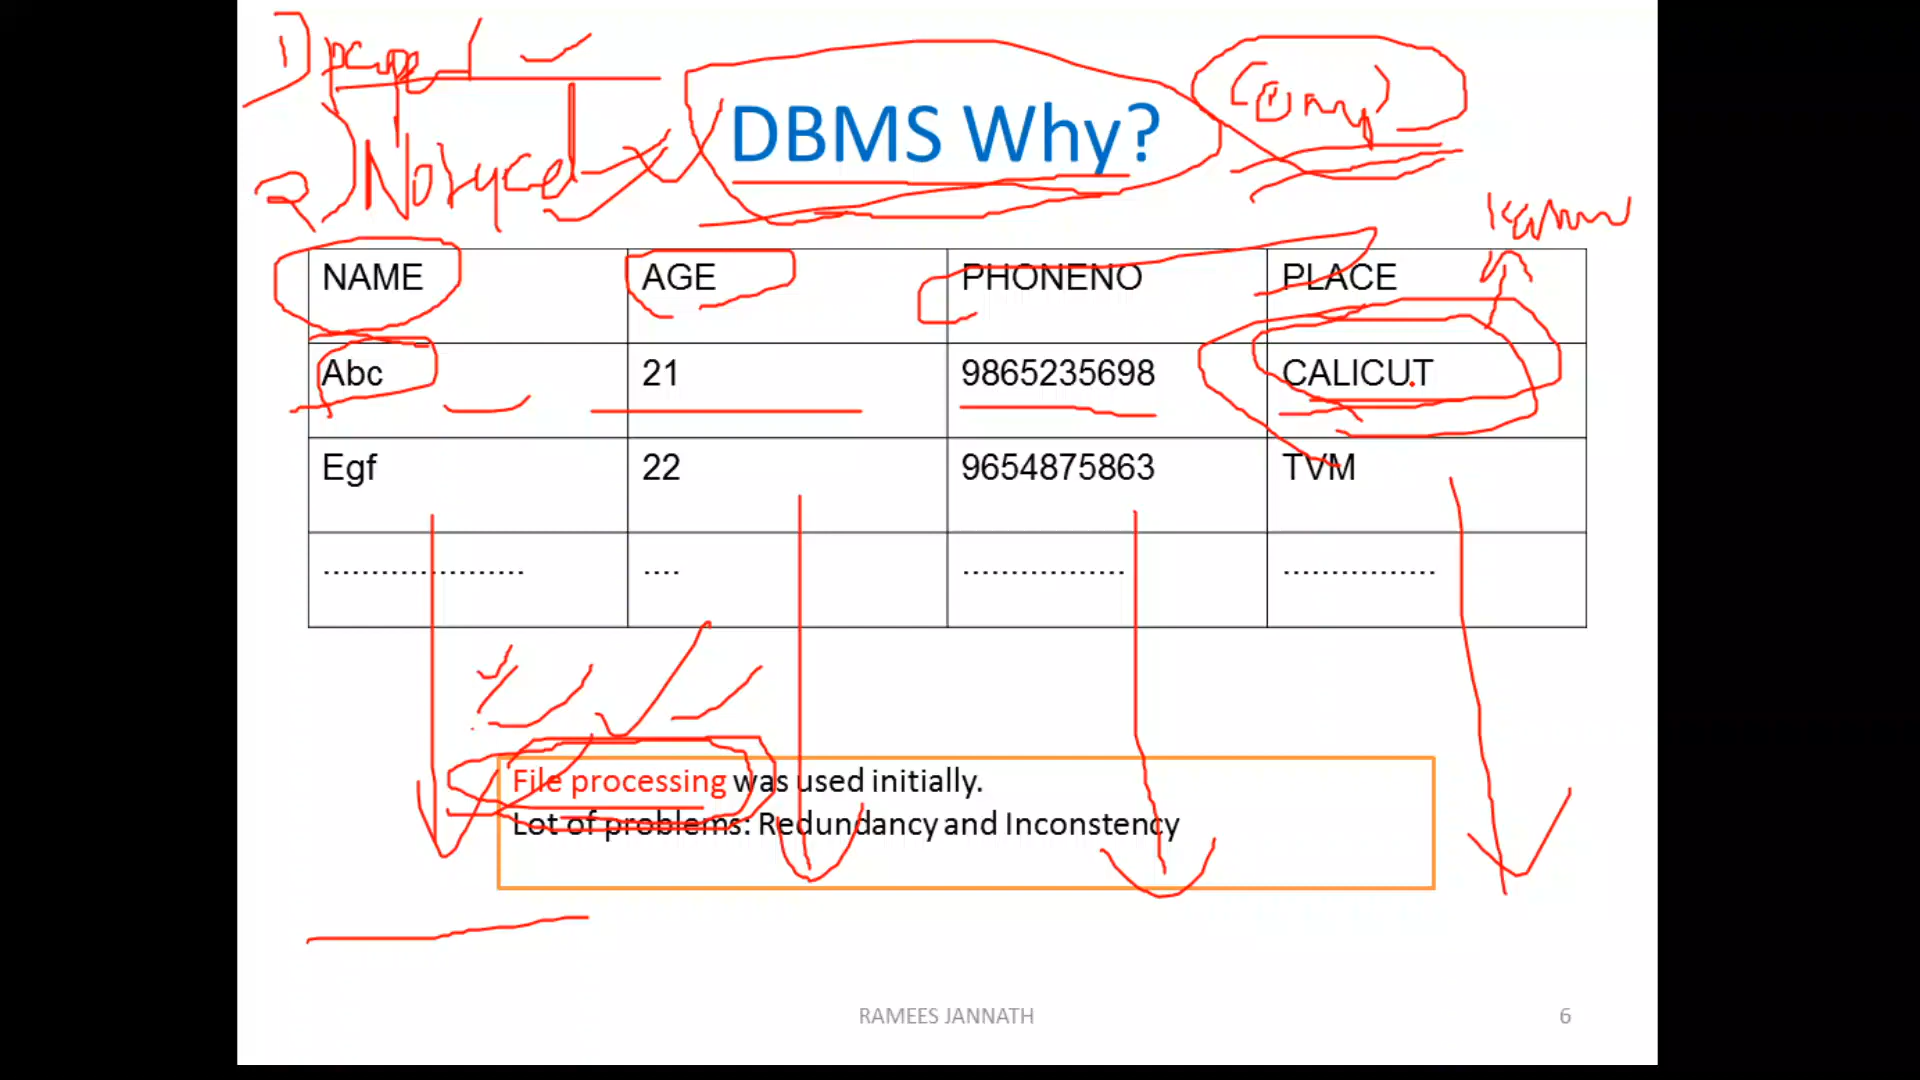 DBMS Why?
NAME AGE PHONENO PLACE
Abc 21 9865235698 CALICUT
Egf 22 9654875863 TVM
..................... .... ................. ................
File processing was used initially.
Lot of problems: Redundancy and Inconstency
RAMEES JANNATH 6